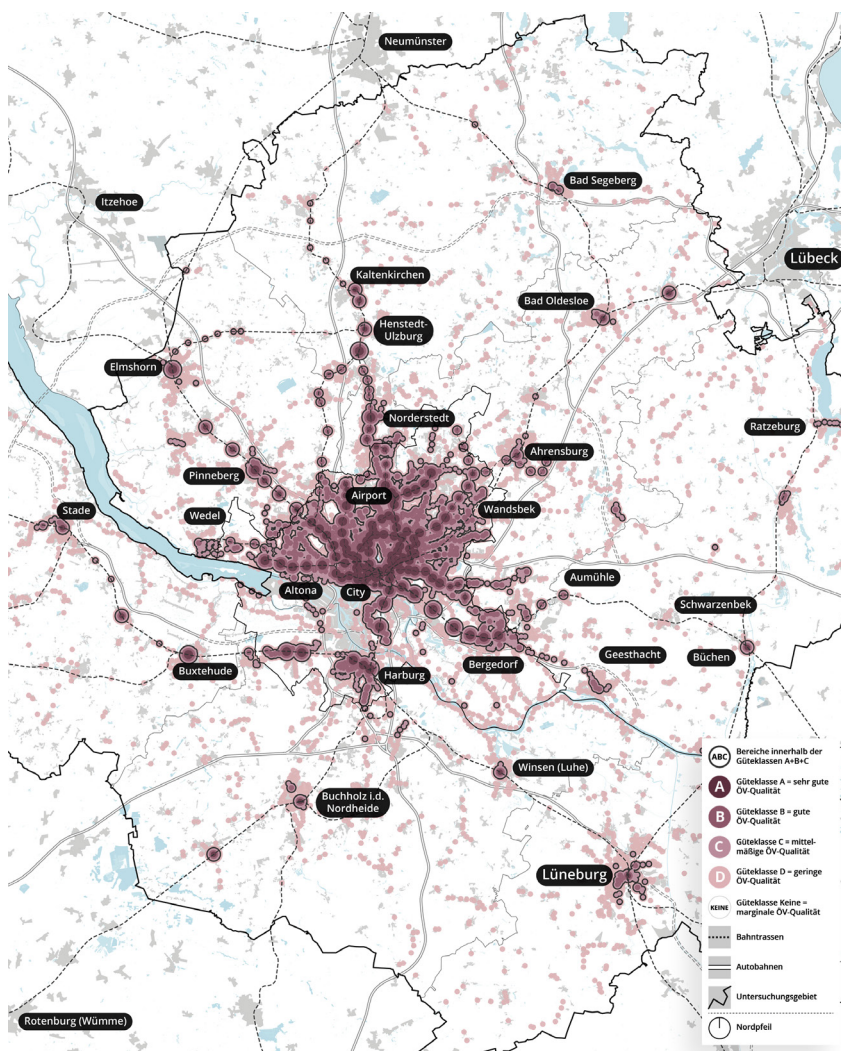 Neumünster
Bad Segeberg
Itzehoe
Lübeck
Kaltenkirchen
Bad Oldesloe
Henstedt-
Ulzburg
Elmshorn
Norderstedt
Ratzeburg
Ahrensburg
Pinneberg
Airport
Stade
Wedel
Wandsbek
Aumühle
Altona
City
Schwarzenbek
Geesthacht
Büchen
Bergedorf
Buxtehude
Harburg
Winsen (Luhe)
Buchholz i.d.
Nordheide
Lüneburg
Rotenburg (Wümme)
ABC
Bereiche innerhalb der
Güteklassen A+B+C
A
Güteklasse A = sehr gute
ÖV-Qualität
B
Güteklasse B = gute
ÖV-Qualität
C
Güteklasse C = mittel-
mäßige ÖV-Qualität
D
Güteklasse D = geringe
ÖV-Qualität
KEINE
Güteklasse Keine =
marginale ÖV-Qualität
Bahntrassen
Autobahnen
Untersuchungsgebiet
Nordpfeil